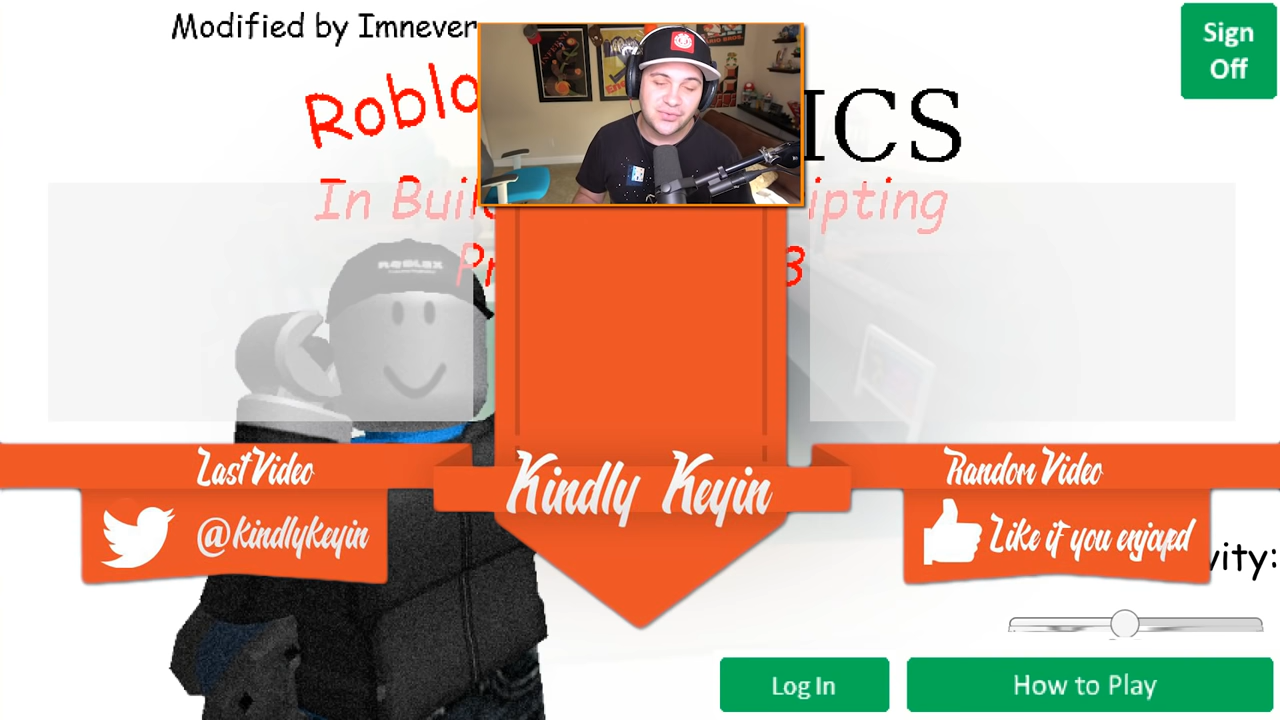 Modified by Imnever
Sign
Off
Roblo
ICS
In Buil
ipting
Pr
3
ROBLOX
Last Video
Kindly Keyin
Random Video
@kindlykeyin
Like if you enjoyed
vity:
Log In
How to Play